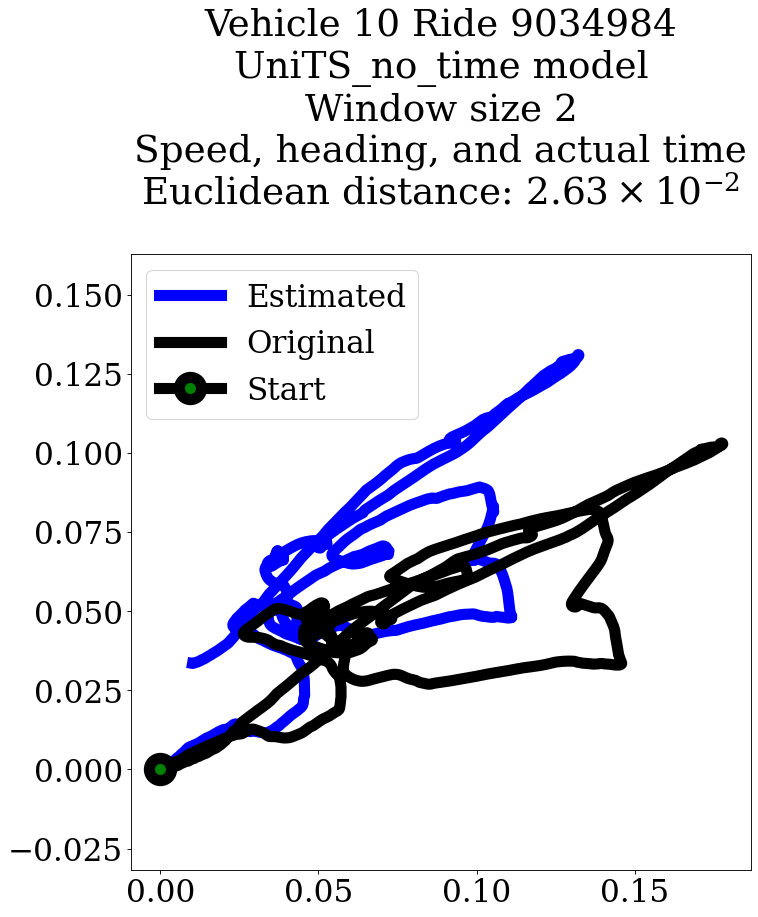 Vehicle 10 Ride 9034984
UniTS_no_time model
Window size 2
Speed, heading, and actual time
Euclidean distance: 2.63 × 10⁻²
Estimated
Original
Start
0.150
0.125
0.100
0.075
0.050
0.025
0.000
−0.025
0.00 0.05 0.10 0.15